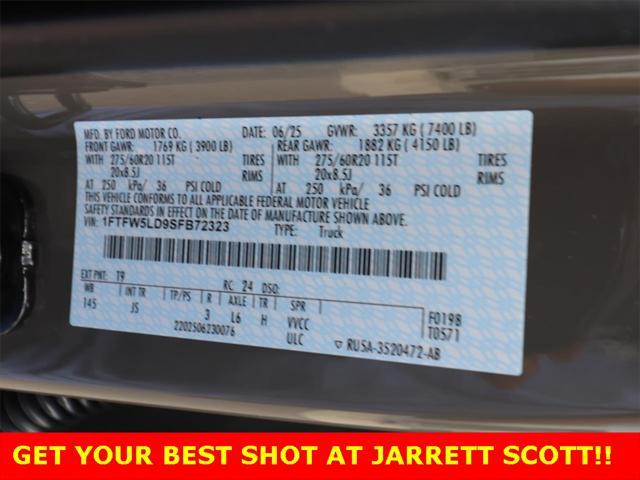 MFD. BY FORD MOTOR CO. 06/25 GVWR: 3357 KG ( 7400 LB)
FRONT GAWR: 1769 KG ( 3900 LB) REAR GAWR: 1882 KG ( 4150 LB)
WITH 275/60R20 115T TIRES WITH 275/60R20 115T TIRES
20x8.5J RIMS 20x8.5J RIMS
AT 250 kPa/ 36 PSI COLD AT 250 kPa/ 36 PSI COLD
THIS VEHICLE CONFORMS TO ALL APPLICABLE FEDERAL MOTOR VEHICLE
SAFETY STANDARDS IN EFFECT ON THE DATE OF MANUFACTURE SHOWN ABOVE.
VIN: 1FTFW5LD9SFB72323 TYPE: Truck
EXT PNT: T9 RC: 24 DSO:
WB INT TR TP/PS R AXLE TR SPR
145 JS 3 L6 H VVCC
2202506230076 ULC
F0198
T0571
▽ RU5A-3520472-AB
GET YOUR BEST SHOT AT JARRETT SCOTT!!